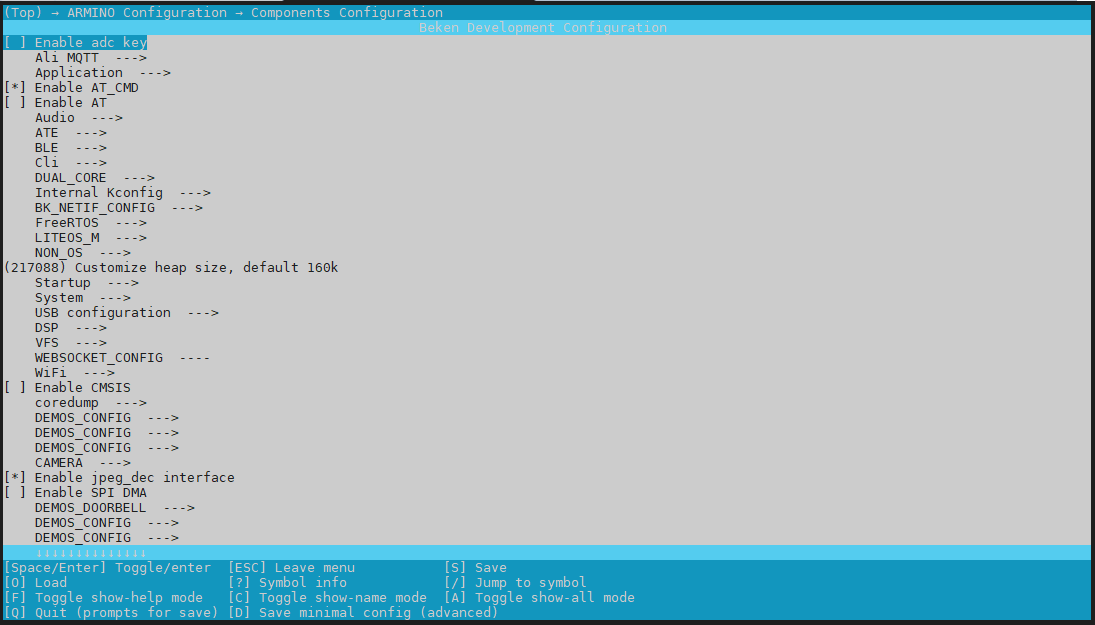 (Top) → ARMINO Configuration → Components Configuration
Beken Development Configuration
[ ] Enable adc key
    Ali MQTT  --->
    Application  --->
[*] Enable AT_CMD
[ ] Enable AT
    Audio  --->
    ATE  --->
    BLE  --->
    Cli  --->
    DUAL_CORE  --->
    Internal Kconfig  --->
    BK_NETIF_CONFIG  --->
    FreeRTOS  --->
    LITEOS_M  --->
    NON_OS  --->
(217088) Customize heap size, default 160k
    Startup  --->
    System  --->
    USB configuration  --->
    DSP  --->
    VFS  --->
    WEBSOCKET_CONFIG  ----
    WiFi  --->
[ ] Enable CMSIS
    coredump  --->
    DEMOS_CONFIG  --->
    DEMOS_CONFIG  --->
    DEMOS_CONFIG  --->
    CAMERA  --->
[*] Enable jpeg_dec interface
[ ] Enable SPI DMA
    DEMOS_DOORBELL  --->
    DEMOS_CONFIG  --->
    DEMOS_CONFIG  --->
    ↓↓↓↓↓↓↓↓↓↓↓↓↓↓
[Space/Enter] Toggle/enter  [ESC] Leave menu           [S] Save
[O] Load                    [?] Symbol info            [/] Jump to symbol
[F] Toggle show-help mode   [C] Toggle show-name mode  [A] Toggle show-all mode
[Q] Quit (prompts for save) [D] Save minimal config (advanced)